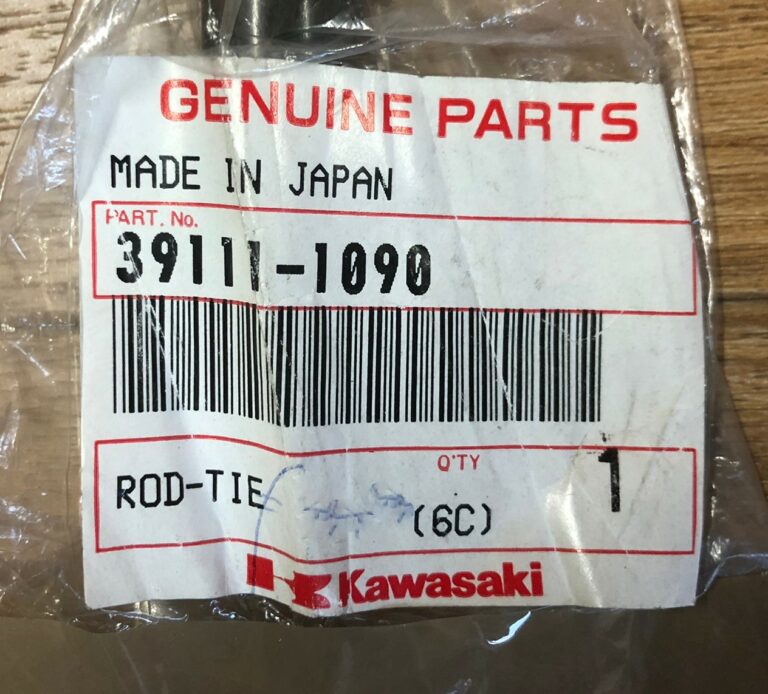 GENUINE PARTS
MADE IN JAPAN
PART. No.
39111-1090
Q'TY
ROD-TIE 1
(6C)
Kawasaki